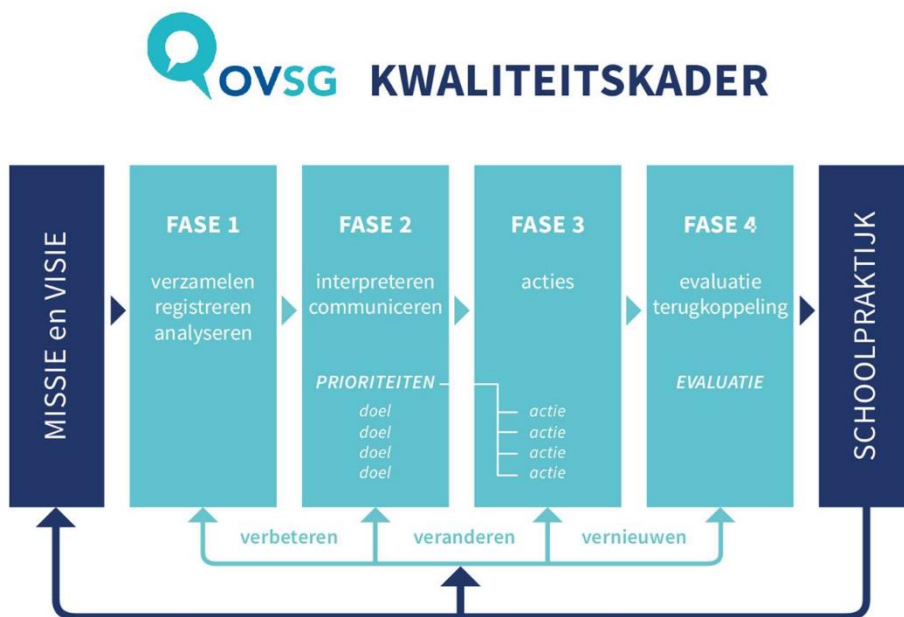 OVSG KWALITEITSKADER
MISSIE en VISIE
FASE 1
verzamelen
registreren
analyseren
FASE 2
interpreteren
communiceren
PRIORITEITEN
doel
doel
doel
doel
FASE 3
acties
actie
actie
actie
actie
FASE 4
evaluatie
terugkoppeling
EVALUATIE
SCHOOLPRAKTIJK
verbeteren
veranderen
vernieuwen